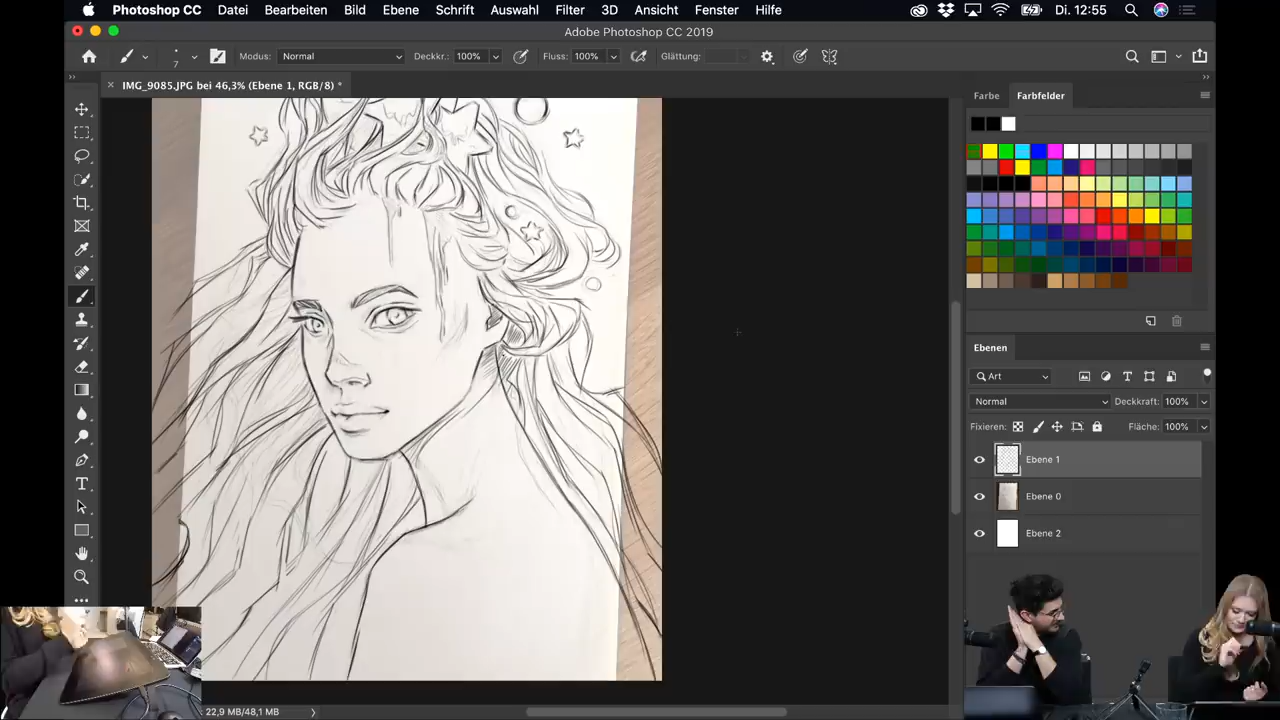 Photoshop CC Datei Bearbeiten Bild Ebene Schrift Auswahl Filter 3D Ansicht Fenster Hilfe Di. 12:55
Adobe Photoshop CC 2019
7 Modus: Normal Deckkr.: 100% Fluss: 100% Glättung:
IMG_9085.JPG bei 46,3% (Ebene 1, RGB/8) *
Farbe Farbfelder
Ebenen
Art
Normal Deckkraft: 100%
Fixieren: Fläche: 100%
Ebene 1
Ebene 0
Ebene 2
22,9 MB/48,1 MB